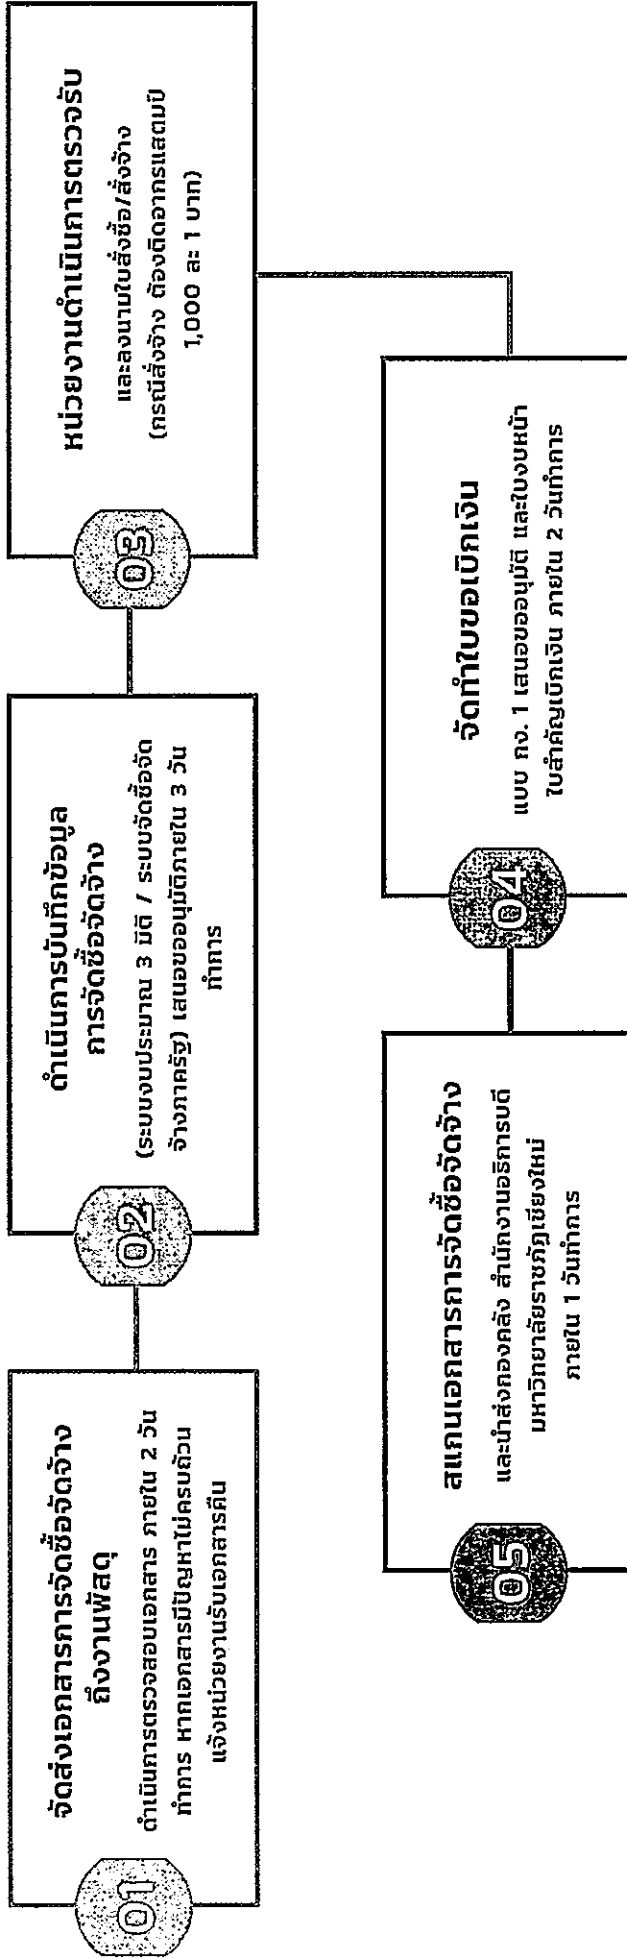 01
จัดส่งเอกสารการจัดซื้อจัดจ้าง
ถึงงานพัสดุ
ดำเนินการตรวจสอบเอกสาร ภายใน 2 วัน
ทำการ หากเอกสารมีปัญหาไม่ครบถ้วน
แจ้งหน่วยงานรับเอกสารคืน
02
ดำเนินการบันทึกข้อมูล
การจัดซื้อจัดจ้าง
(ระบบงบประมาณ 3 มิติ / ระบบจัดซื้อจัด
จ้างภาครัฐ) เสนอขออนุมัติภายใน 3 วัน
ทำการ
03
หน่วยงานดำเนินการตรวจรับ
และลงนามใบสั่งซื้อ/สั่งจ้าง
(กรณีสั่งจ้าง ต้องติดอากรแสตมป์
1,000 ละ 1 บาท)
04
จัดทำใบขอเบิกเงิน
แบบ กง. 1 เสนอขออนุมัติ และใบงบหน้า
ใบสำคัญเบิกเงิน ภายใน 2 วันทำการ
05
สแกนเอกสารการจัดซื้อจัดจ้าง
และนำส่งกองคลัง สำนักงานอธิการบดี
มหาวิทยาลัยราชภัฏเชียงใหม่
ภายใน 1 วันทำการ